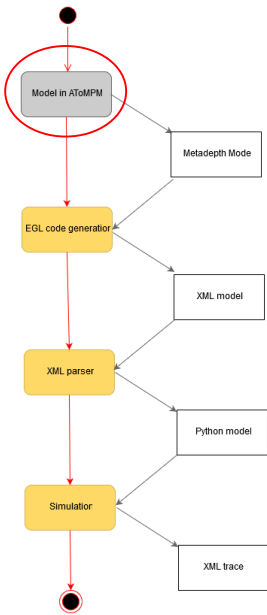 Model in AToMPM
Metadepth Mode
EGL code generatior
XML model
XML parser
Python model
Simulatior
XML trace